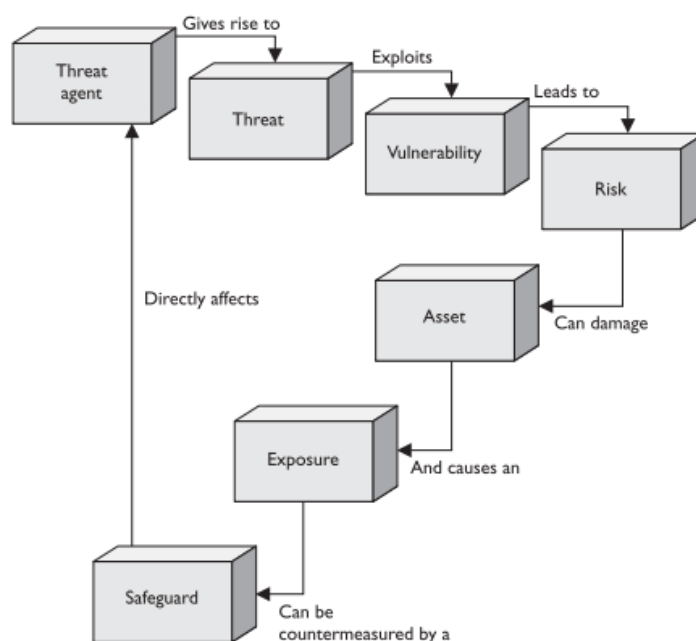 Gives rise to
Threat
agent
Exploits
Threat
Leads to
Vulnerability
Risk
Directly affects
Asset
Can damage
Exposure
And causes an
Safeguard
Can be
countermeasured by a